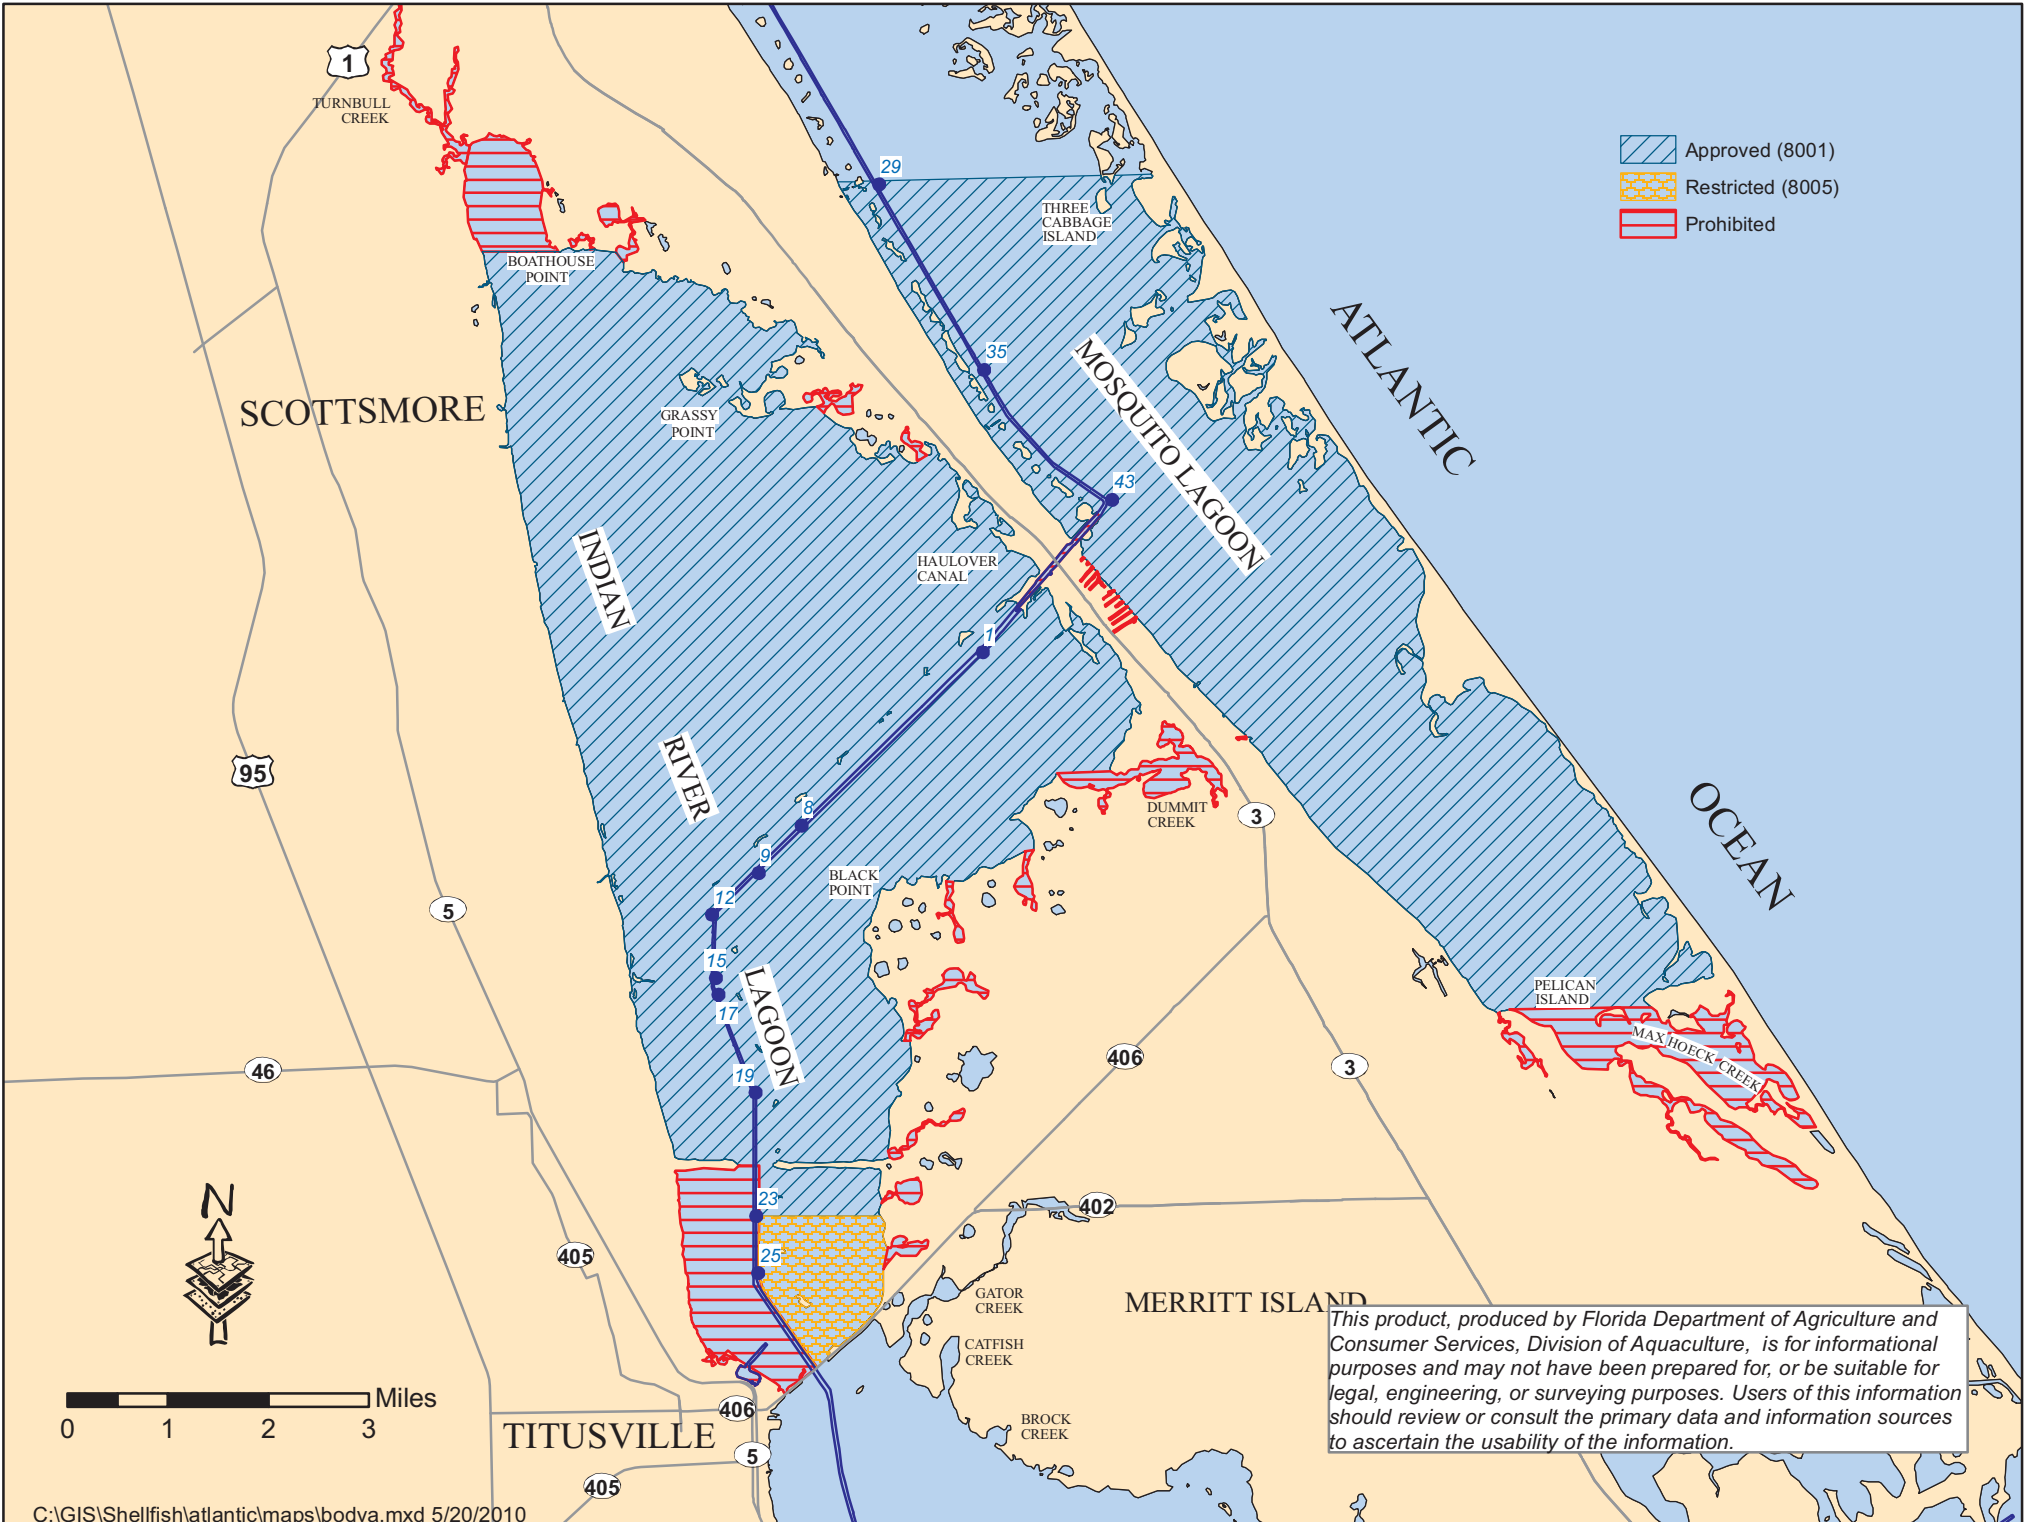 1
TURNBULL
CREEK
29
Approved (8001)
Restricted (8005)
Prohibited
THREE
CABBAGE
ISLAND
BOATHOUSE
POINT
ATLANTIC
35
MOSQUITO LAGOON
SCOTTSMORE
GRASSY
POINT
43
INDIAN
HAULOVER
CANAL
1
RIVER
95
8
DUMMIT
CREEK
3
OCEAN
9
BLACK
POINT
12
5
15
LAGOON
17
PELICAN
ISLAND
MAX HOECK CREEK
406
3
46
19
N
23
402
405
25
GATOR
CREEK
MERRITT ISLAND
CATFISH
CREEK
This product, produced by Florida Department of Agriculture and
Consumer Services, Division of Aquaculture, is for informational
purposes and may not have been prepared for, or be suitable for
legal, engineering, or surveying purposes. Users of this information
should review or consult the primary data and information sources
to ascertain the usability of the information.
Miles
0 1 2 3
406
TITUSVILLE
BROCK
CREEK
5
405
C:\GIS\Shellfish\atlantic\maps\bodya.mxd 5/20/2010